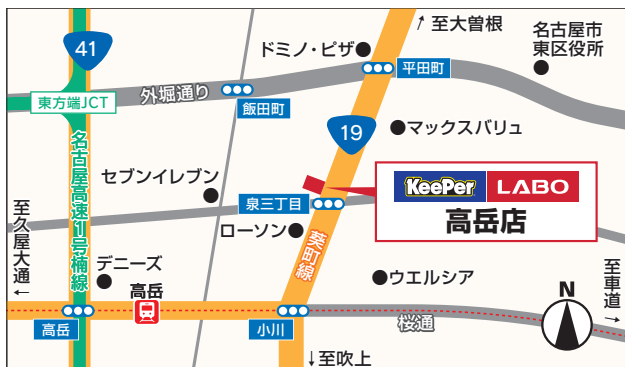 41
至大曽根
ドミノ・ピザ
名古屋市
東区役所
平田町
外堀通り
東方端JCT
飯田町
19
マックスバリュ
名古屋高速1号楠線
セブンイレブン
泉三丁目
KeePer LABO
高岳店
ローソン
葵町線
至久屋大通
デニーズ
高岳
ウエルシア
至車道
N
高岳
小川
桜通
至吹上